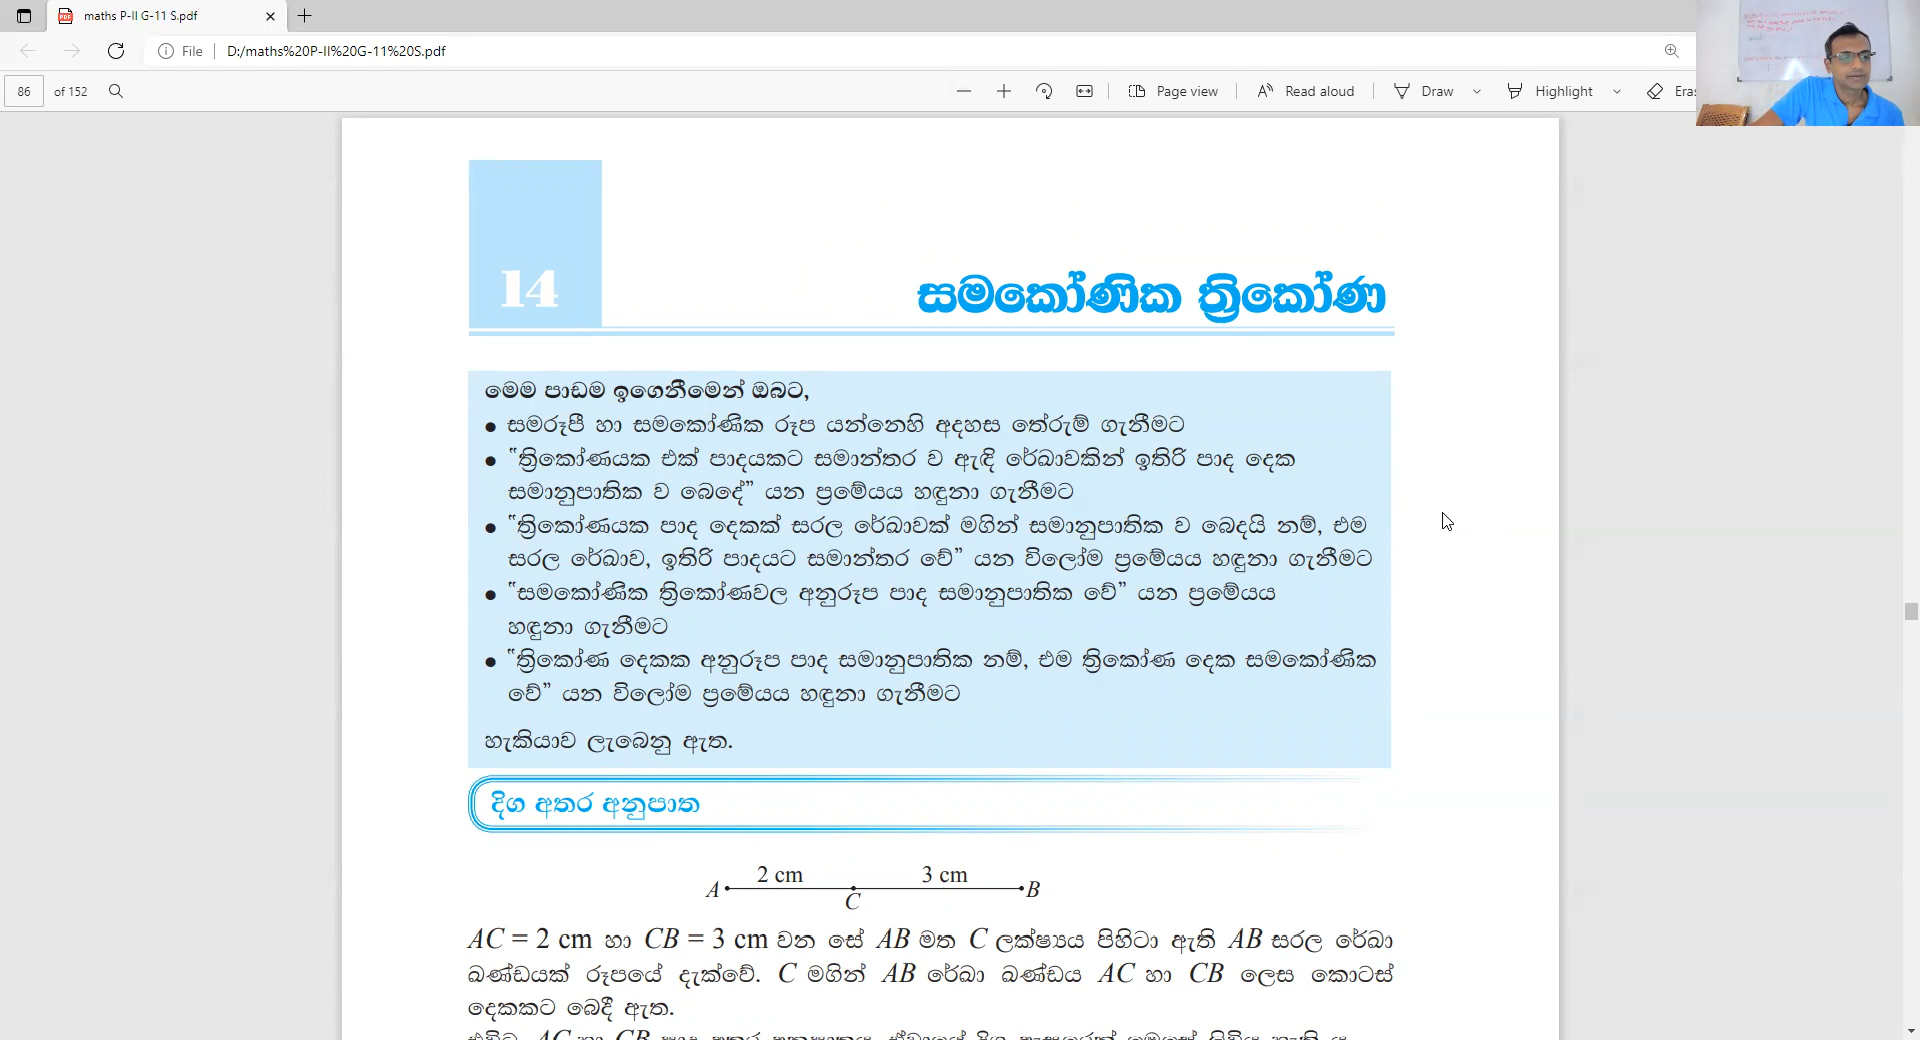 maths P-II G-11 S.pdf
File D:/maths%20P-II%20G-11%20S.pdf
86 of 152 Page view Read aloud Draw Highlight
14
සමකෝණික ත්‍රිකෝණ
මෙම පාඩම ඉගෙනීමෙන් ඔබට,
● සමරූපී හා සමකෝණික රූප යන්නෙහි අදහස තේරුම් ගැනීමට
● “ත්‍රිකෝණයක එක් පාදයකට සමාන්තර ව ඇඳි රේඛාවකින් ඉතිරි පාද දෙක
සමානුපාතික ව බෙදේ” යන ප්‍රමේයය හඳුනා ගැනීමට
● “ත්‍රිකෝණයක පාද දෙකක් සරල රේඛාවක් මගින් සමානුපාතික ව බෙදයි නම්, එම
සරල රේඛාව, ඉතිරි පාදයට සමාන්තර වේ” යන විලෝම ප්‍රමේයය හඳුනා ගැනීමට
● “සමකෝණික ත්‍රිකෝණවල අනුරූප පාද සමානුපාතික වේ” යන ප්‍රමේයය
හඳුනා ගැනීමට
● “ත්‍රිකෝණ දෙකක අනුරූප පාද සමානුපාතික නම්, එම ත්‍රිකෝණ දෙක සමකෝණික
වේ” යන විලෝම ප්‍රමේයය හඳුනා ගැනීමට
හැකියාව ලැබෙනු ඇත.
දිග අතර අනුපාත
2 cm 3 cm
A C B
AC = 2 cm හා CB = 3 cm වන සේ AB මත C ලක්ෂ්‍යය පිහිටා ඇති AB සරල රේඛා
ඛණ්ඩයක් රූපයේ දැක්වේ. C මගින් AB රේඛා ඛණ්ඩය AC හා CB ලෙස කොටස්
දෙකකට බෙදී ඇත.